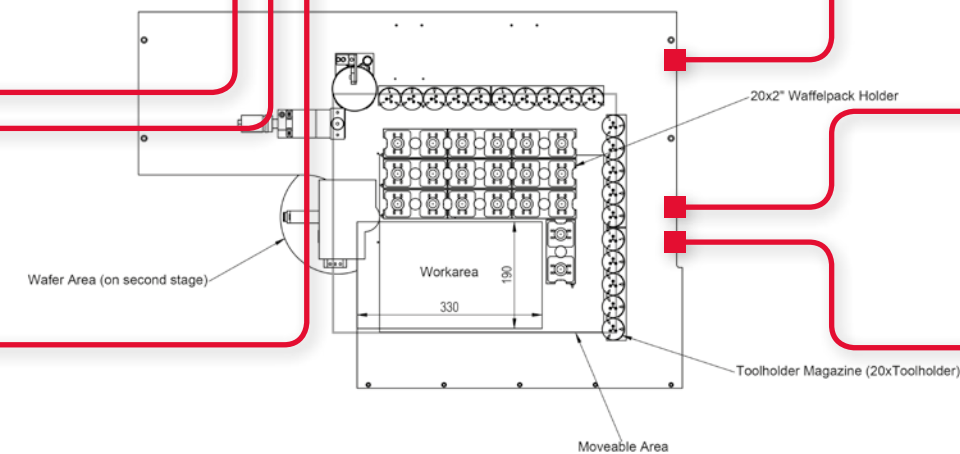 20x2" Waffelpack Holder
Wafer Area (on second stage)
Workarea
190
330
Toolholder Magazine (20xToolholder)
Moveable Area